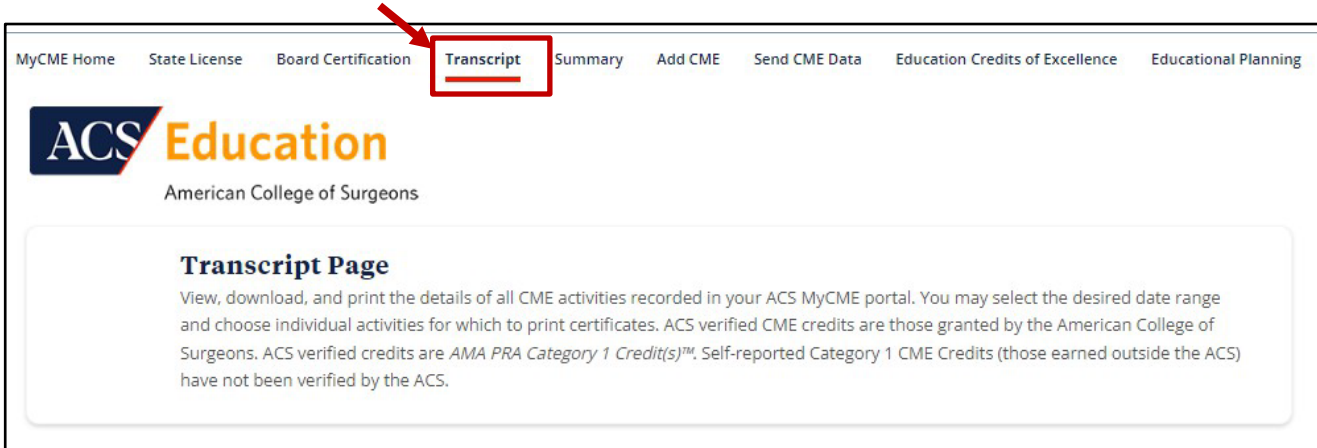 MyCME Home State License Board Certification Transcript Summary Add CME Send CME Data Education Credits of Excellence Educational Planning
ACS Education
American College of Surgeons
Transcript Page
View, download, and print the details of all CME activities recorded in your ACS MyCME portal. You may select the desired date range
and choose individual activities for which to print certificates. ACS verified CME credits are those granted by the American College of
Surgeons. ACS verified credits are AMA PRA Category 1 Credit(s)™. Self-reported Category 1 CME Credits (those earned outside the ACS)
have not been verified by the ACS.